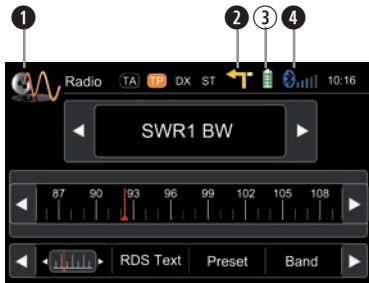 1 2 3 4
Radio TA TP DX ST 10:16
SWR1 BW
87 90 93 96 99 102 105 108
RDS Text Preset Band